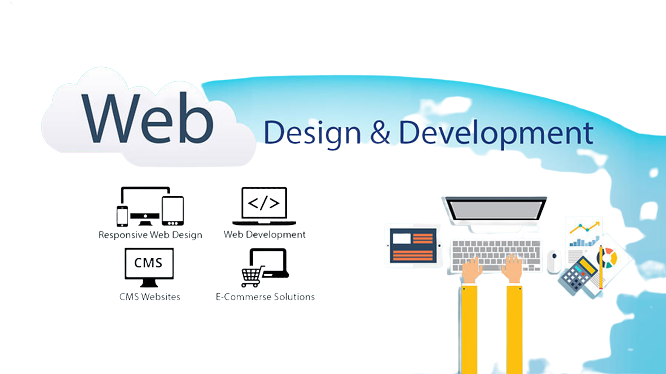 Web
Design & Development
</>
Responsive Web Design
Web Development
CMS
CMS Websites
E-Commerse Solutions